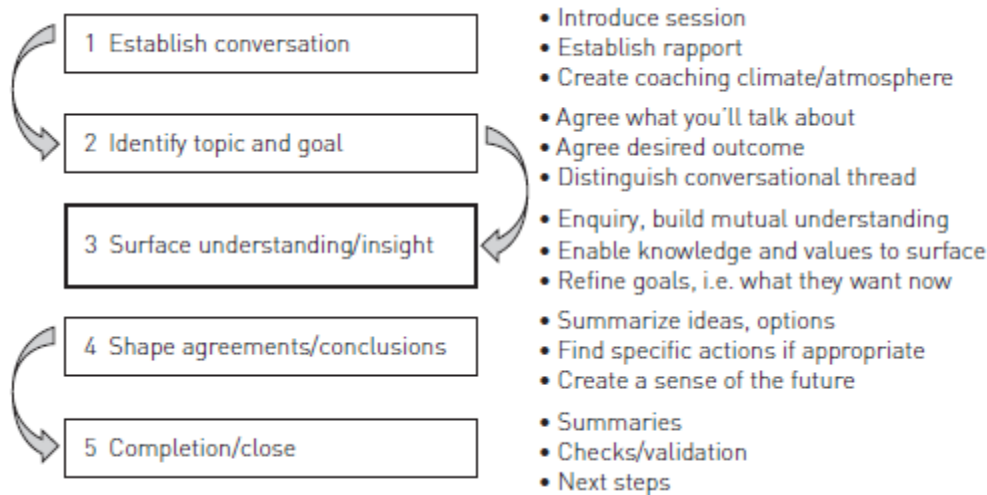 1 Establish conversation
• Introduce session
• Establish rapport
• Create coaching climate/atmosphere
2 Identify topic and goal
• Agree what you'll talk about
• Agree desired outcome
• Distinguish conversational thread
3 Surface understanding/insight
• Enquiry, build mutual understanding
• Enable knowledge and values to surface
• Refine goals, i.e. what they want now
4 Shape agreements/conclusions
• Summarize ideas, options
• Find specific actions if appropriate
• Create a sense of the future
5 Completion/close
• Summaries
• Checks/validation
• Next steps